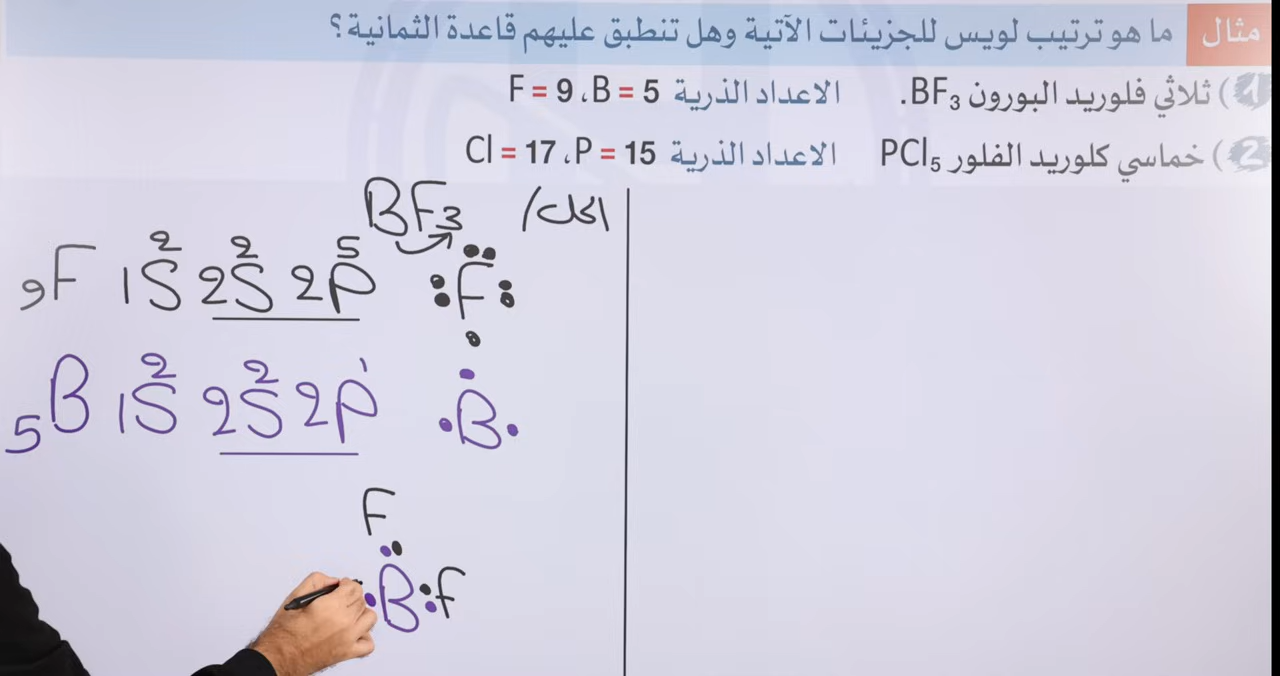 مثال ما هو ترتيب لويس للجزيئات الآتية وهل تنطبق عليهم قاعدة الثمانية؟
1) ثلاثي فلوريد البورون BF₃. الاعداد الذرية F = 9 ، B = 5
2) خماسي كلوريد الفلور PCl₅ الاعداد الذرية Cl = 17 ، P = 15
الحل/ BF₃
₉F 1S² 2S² 2P⁵ F
₅B 1S² 2S² 2P¹ B
F
B F